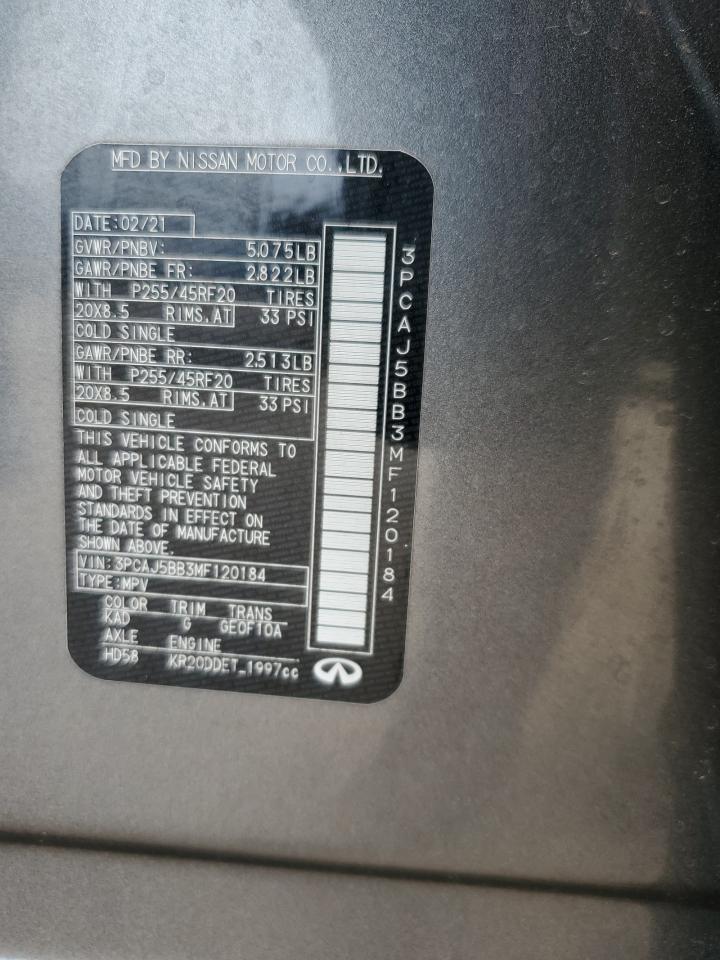 MFD BY NISSAN MOTOR CO.,LTD.
DATE:02/21
GVWR/PNBV: 5,075LB
GAWR/PNBE FR: 2,822LB
WITH P255/45RF20 TIRES
20X8.5 RIMS,AT 33 PSI
COLD SINGLE
GAWR/PNBE RR: 2,513LB
WITH P255/45RF20 TIRES
20X8.5 RIMS,AT 33 PSI
COLD SINGLE
THIS VEHICLE CONFORMS TO
ALL APPLICABLE FEDERAL
MOTOR VEHICLE SAFETY
AND THEFT PREVENTION
STANDARDS IN EFFECT ON
THE DATE OF MANUFACTURE
SHOWN ABOVE.
VIN:3PCAJ5BB3MF120184
TYPE:MPV
COLOR TRIM TRANS
KAD G GEOF10A
AXLE ENGINE
HD58 KR20DDET_1997cc
3PCAJ5BB3MF120184